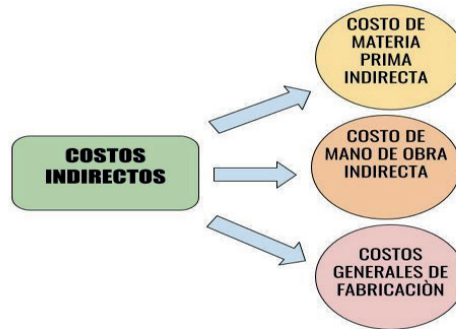 COSTO DE
MATERIA
PRIMA
INDIRECTA
COSTOS
INDIRECTOS
COSTO DE
MANO DE OBRA
INDIRECTA
COSTOS
GENERALES DE
FABRICACIÒN